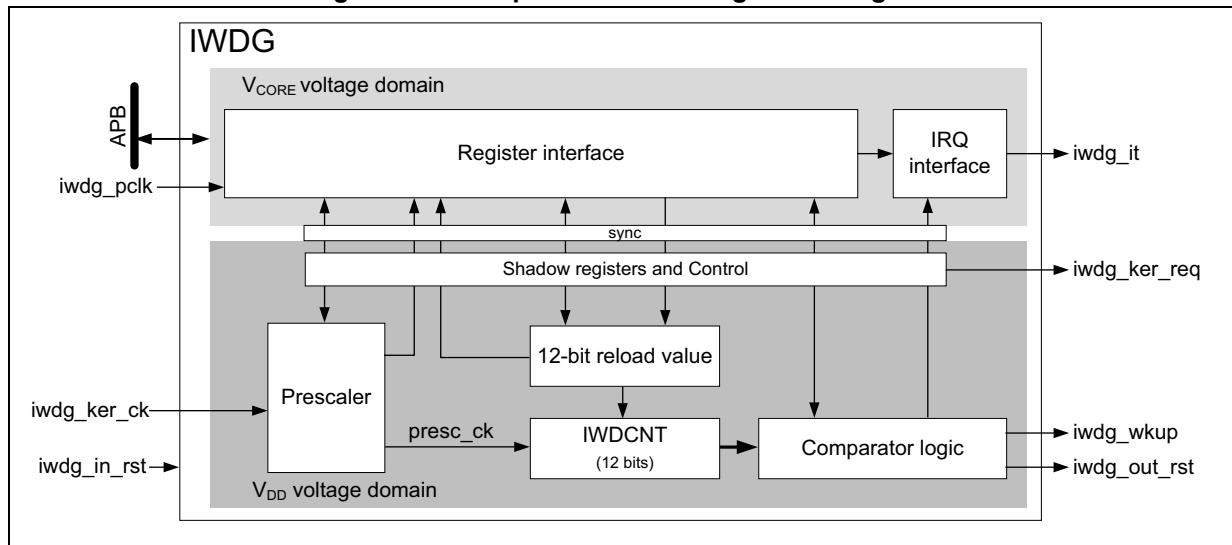 IWDG
VCORE voltage domain
APB
Register interface
IRQ
interface
iwdg_it
iwdg_pclk
sync
Shadow registers and Control
iwdg_ker_req
12-bit reload value
Prescaler
iwdg_ker_ck
presc_ck
IWDCNT
(12 bits)
Comparator logic
iwdg_wkup
iwdg_in_rst
iwdg_out_rst
VDD voltage domain